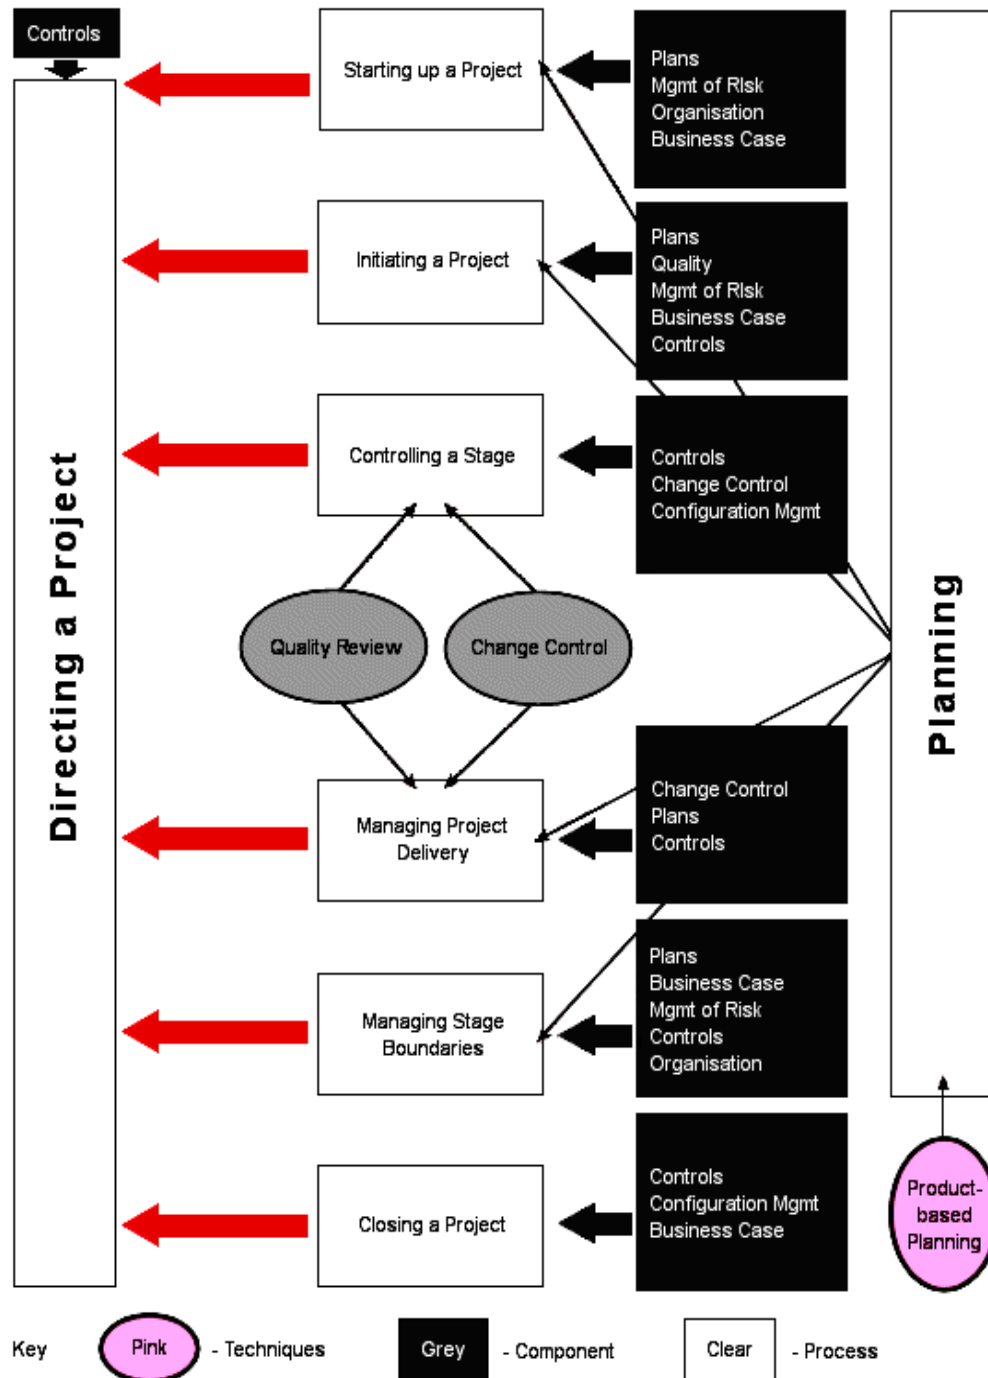 Controls
Starting up a Project
Plans
Mgmt of RIsk
Organisation
Business Case
Initiating a Project
Plans
Quality
Mgmt of RIsk
Business Case
Controls
Directing a Project
Controlling a Stage
Controls
Change Control
Configuration Mgmt
Planning
Quality Review
Change Control
Managing Project
Delivery
Change Control
Plans
Controls
Managing Stage
Boundaries
Plans
Business Case
Mgmt of Risk
Controls
Organisation
Closing a Project
Controls
Configuration Mgmt
Business Case
Product-
based
Planning
Key
Pink
- Techniques
Grey
- Component
Clear
- Process